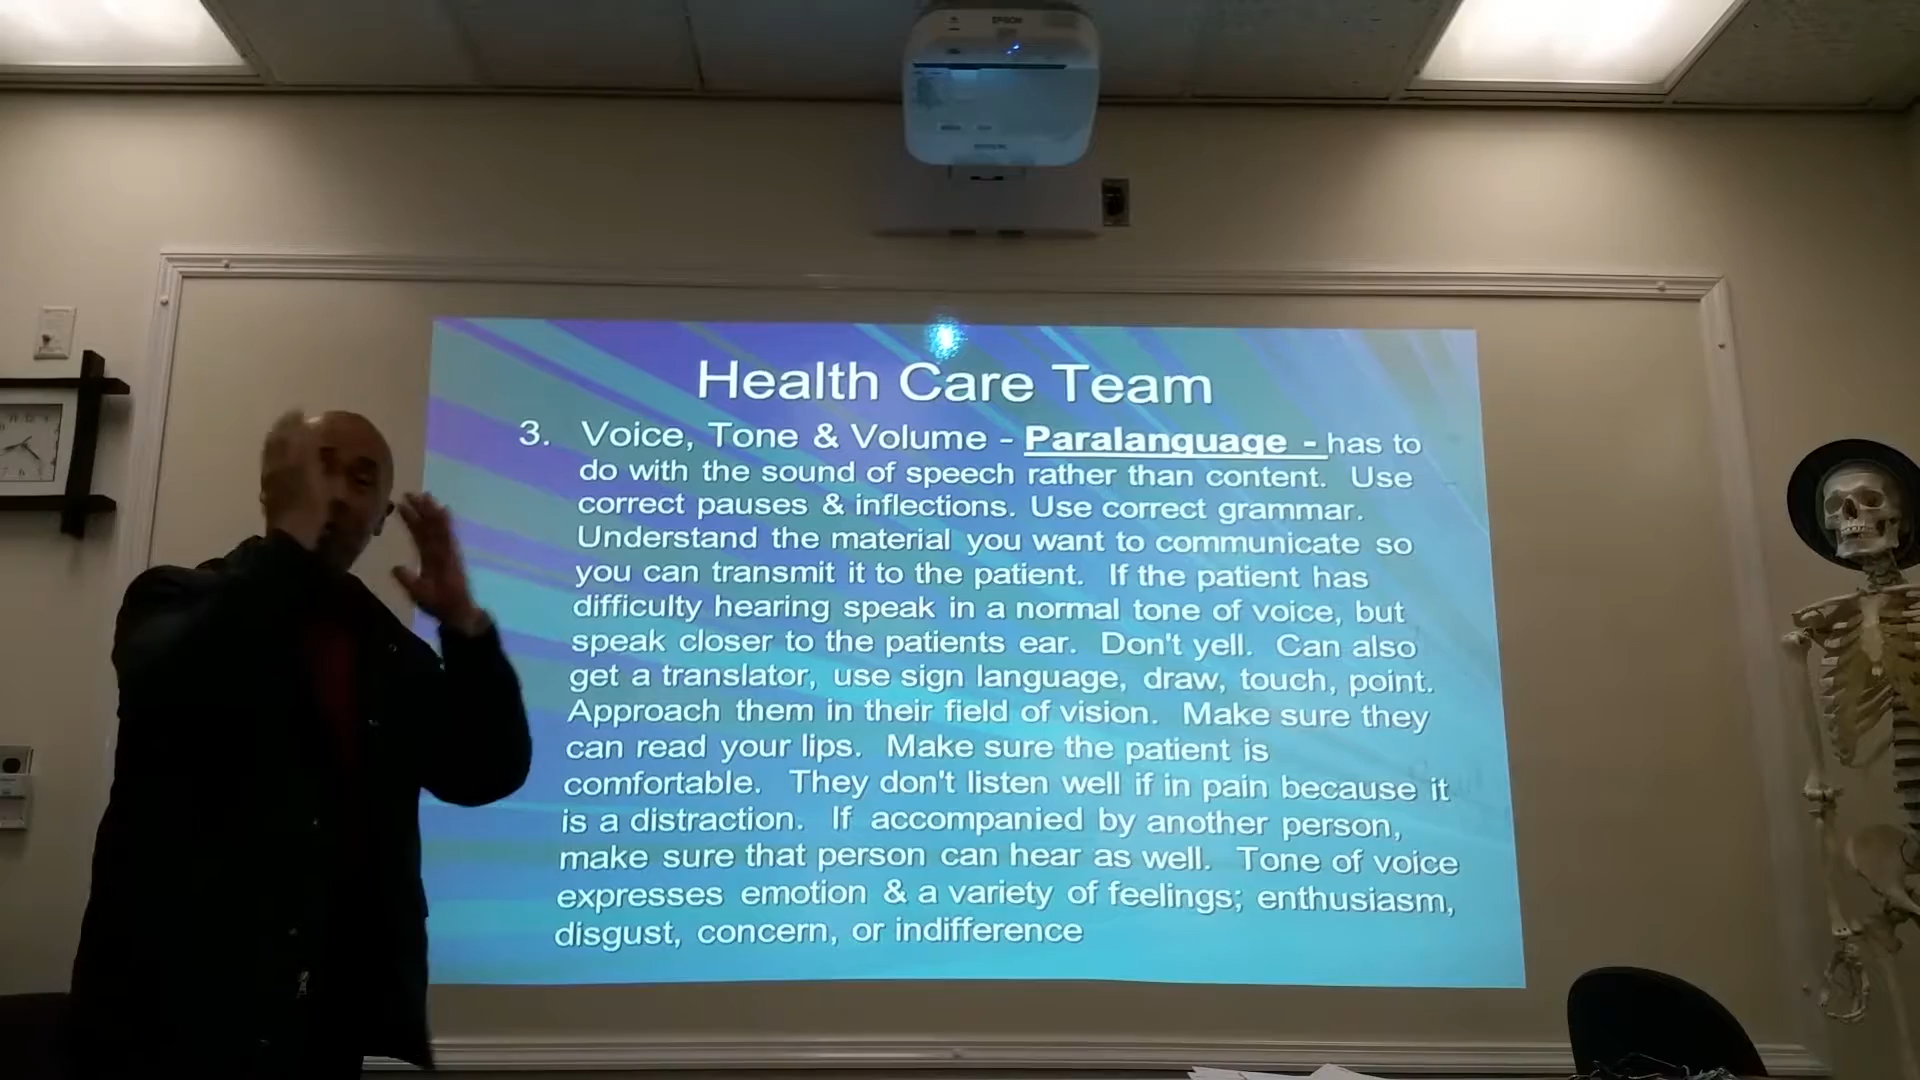 EPSON
Health Care Team
3. Voice, Tone & Volume - Paralanguage - has to
do with the sound of speech rather than content. Use
correct pauses & inflections. Use correct grammar.
Understand the material you want to communicate so
you can transmit it to the patient. If the patient has
difficulty hearing speak in a normal tone of voice, but
speak closer to the patients ear. Don't yell. Can also
get a translator, use sign language, draw, touch, point.
Approach them in their field of vision. Make sure they
can read your lips. Make sure the patient is
comfortable. They don't listen well if in pain because it
is a distraction. If accompanied by another person,
make sure that person can hear as well. Tone of voice
expresses emotion & a variety of feelings; enthusiasm,
disgust, concern, or indifference